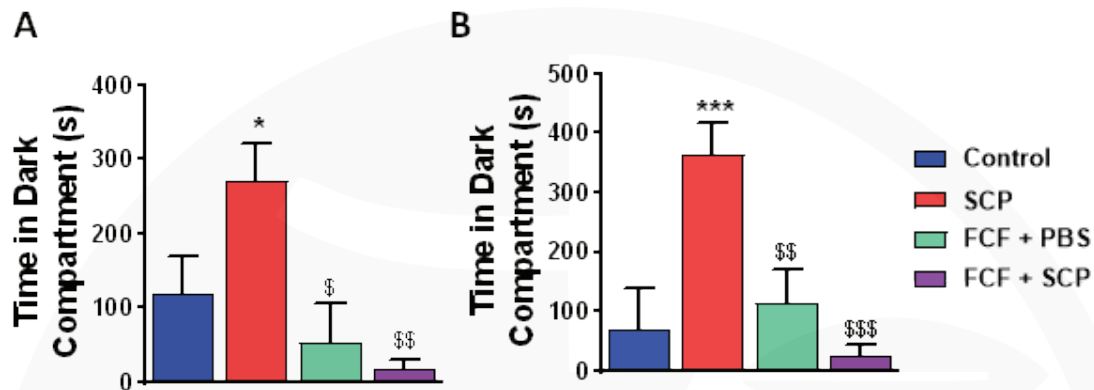 A
Time in Dark
Compartment (s)
400
300
200
100
0
*
$
$$
B
Time in Dark
Compartment (s)
500
400
300
200
100
0
***
$$
$$$
Control
SCP
FCF + PBS
FCF + SCP